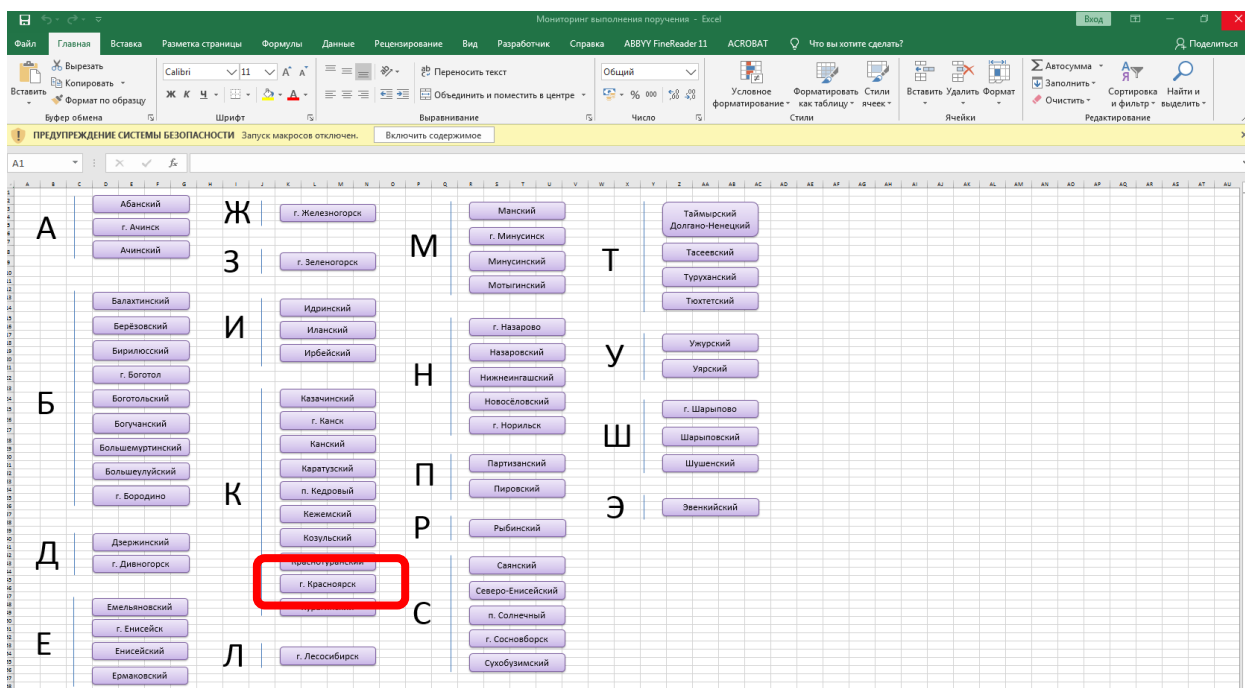 Мониторинг выполнения поручения - Excel
Вход
Файл Главная Вставка Разметка страницы Формулы Данные Рецензирование Вид Разработчик Справка ABBYY FineReader 11 ACROBAT Что вы хотите сделать? Поделиться
Вставить
Вырезать
Копировать
Формат по образцу
Буфер обмена
Calibri 11
Ж К Ч
Шрифт
Переносить текст
Объединить и поместить в центре
Выравнивание
Общий
% 000
Число
Условное форматирование
Форматировать как таблицу
Стили ячеек
Стили
Вставить Удалить Формат
Ячейки
Автосумма
Заполнить
Очистить
Сортировка и фильтр
Найти и выделить
Редактирование
ПРЕДУПРЕЖДЕНИЕ СИСТЕМЫ БЕЗОПАСНОСТИ Запуск макросов отключен. Включить содержимое
A1 fx
А
Абанский
г. Ачинск
Ачинский
Б
Балахтинский
Берёзовский
Бирилюсский
г. Боготол
Боготольский
Богучанский
Большемуртинский
Большеулуйский
г. Бородино
Д
Дзержинский
г. Дивногорск
Е
Емельяновский
г. Енисейск
Енисейский
Ермаковский
Ж
г. Железногорск
З
г. Зеленогорск
И
Идринский
Иланский
Ирбейский
К
Казачинский
г. Канск
Канский
Каратузский
п. Кедровый
Кежемский
Козульский
Краснотуранский
г. Красноярск
Л
г. Лесосибирск
М
Манский
г. Минусинск
Минусинский
Мотыгинский
Н
г. Назарово
Назаровский
Нижнеингашский
Новосёловский
г. Норильск
П
Партизанский
Пировский
Р
Рыбинский
С
Саянский
Северо-Енисейский
п. Солнечный
г. Сосновборск
Сухобузимский
Т
Таймырский
Долгано-Ненецкий
Тасеевский
Туруханский
Тюхтетский
У
Ужурский
Уярский
Ш
г. Шарыпово
Шарыповский
Шушенский
Э
Эвенкийский